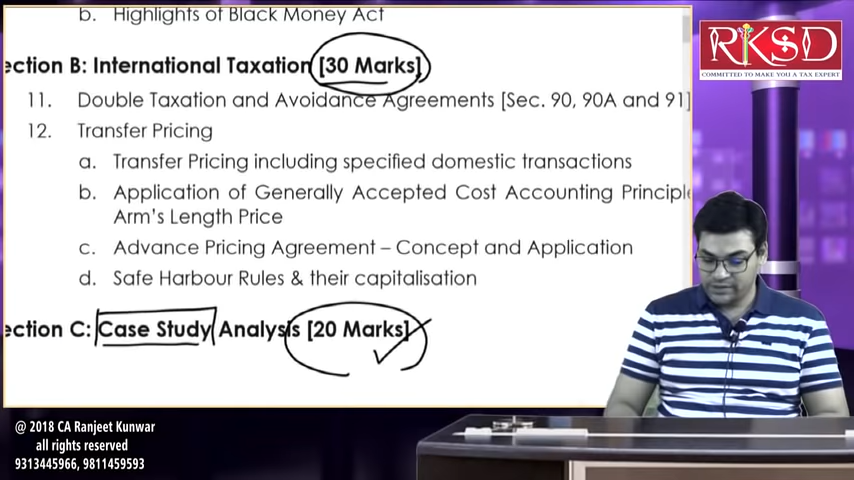 b. Highlights of Black Money Act
ection B: International Taxation [30 Marks]
11. Double Taxation and Avoidance Agreements [Sec. 90, 90A and 91]
12. Transfer Pricing
a. Transfer Pricing including specified domestic transactions
b. Application of Generally Accepted Cost Accounting Principle
Arm's Length Price
c. Advance Pricing Agreement – Concept and Application
d. Safe Harbour Rules & their capitalisation
ection C: Case Study Analysis [20 Marks]
RKSD
COMMITTED TO MAKE YOU A TAX EXPERT
@ 2018 CA Ranjeet Kunwar
all rights reserved
9313445966, 9811459593